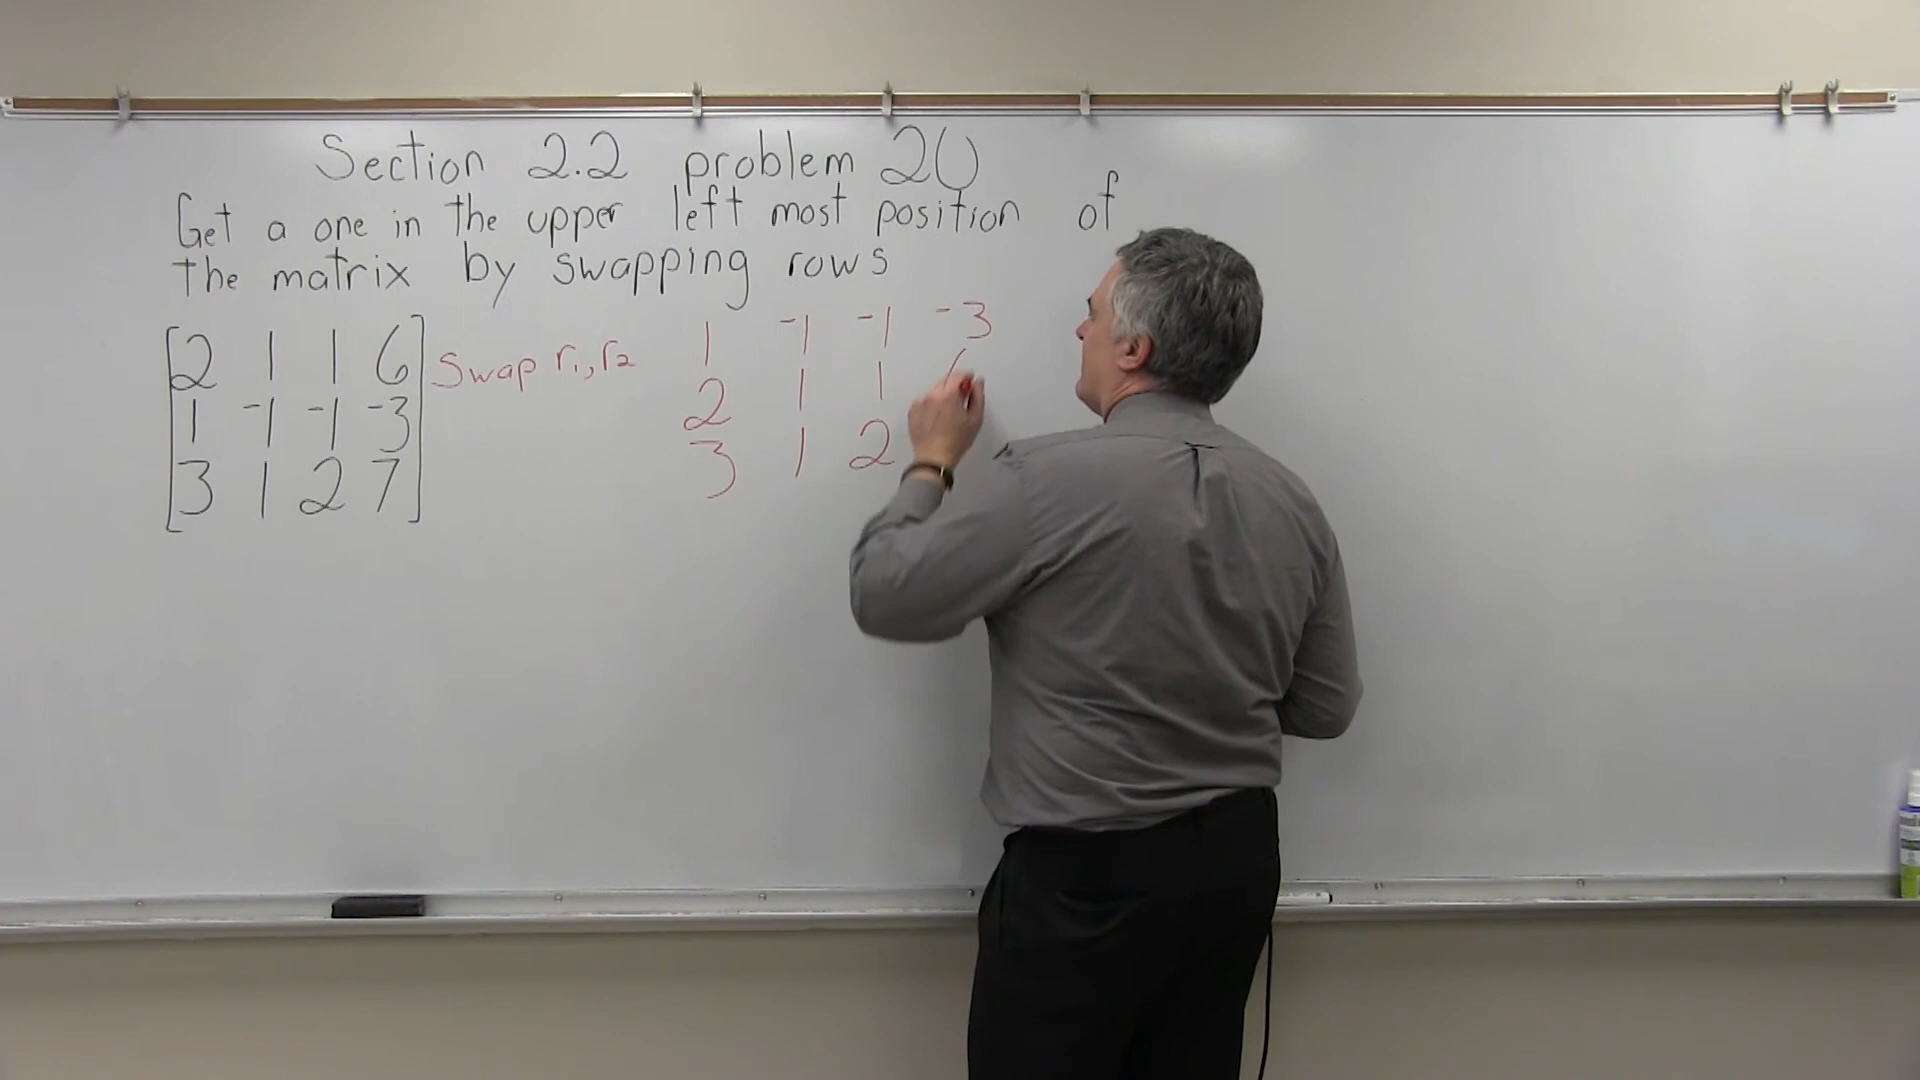 Section 2.2 problem 20
Get a one in the upper left most position of
the matrix by swapping rows
2 1 1 6 Swap r₁, r₂
1 -1 -1 -3
3 1 2 7
1 -1 -1 -3
2 1 1
3 1 2